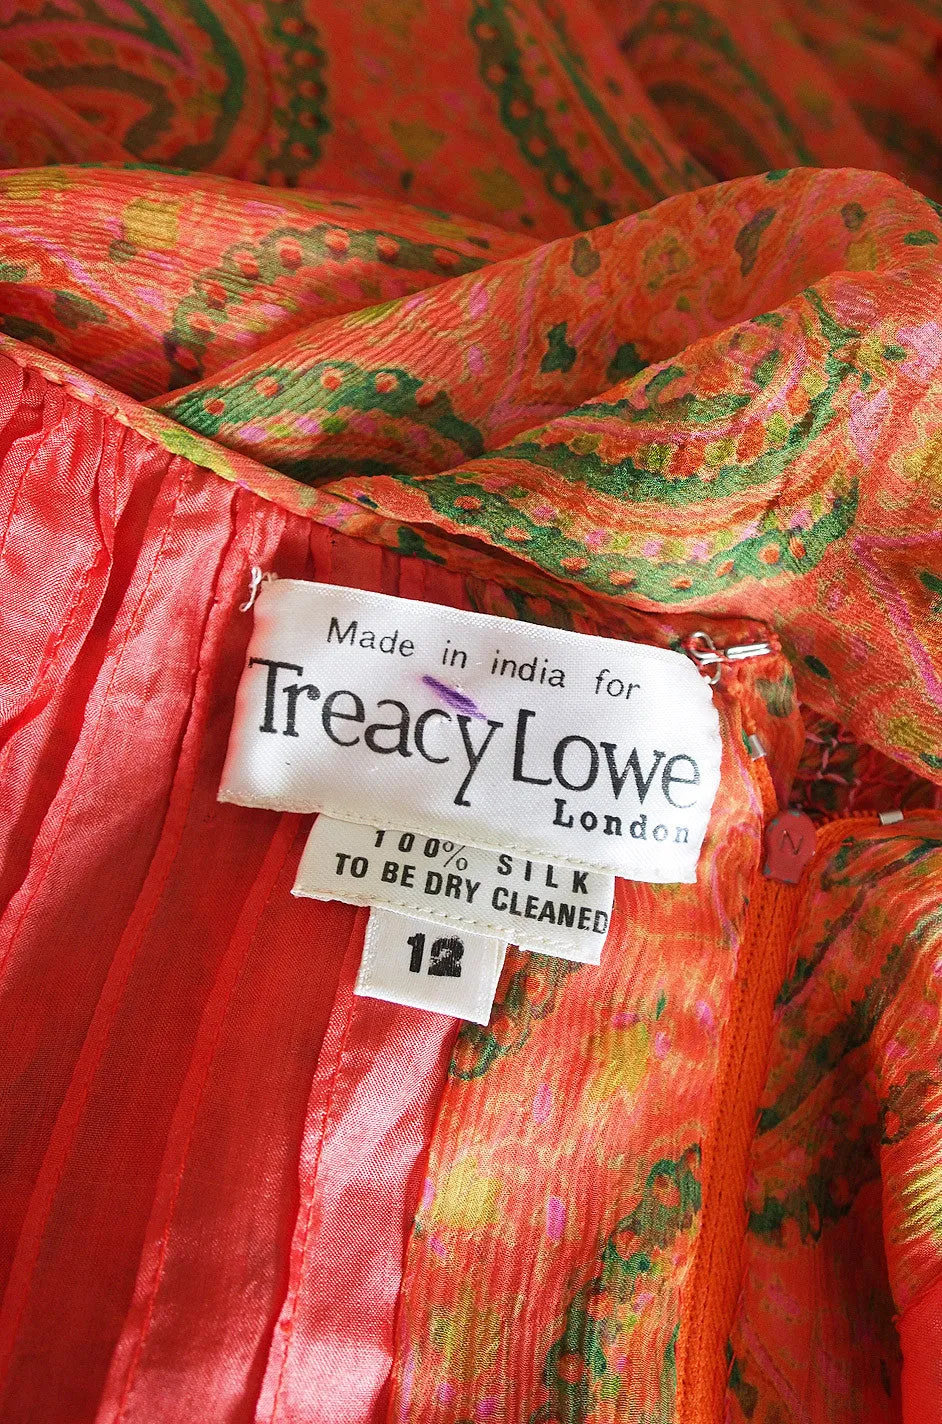 Made in india for
Treacy Lowe
London
100% SILK
TO BE DRY CLEANED
12
N